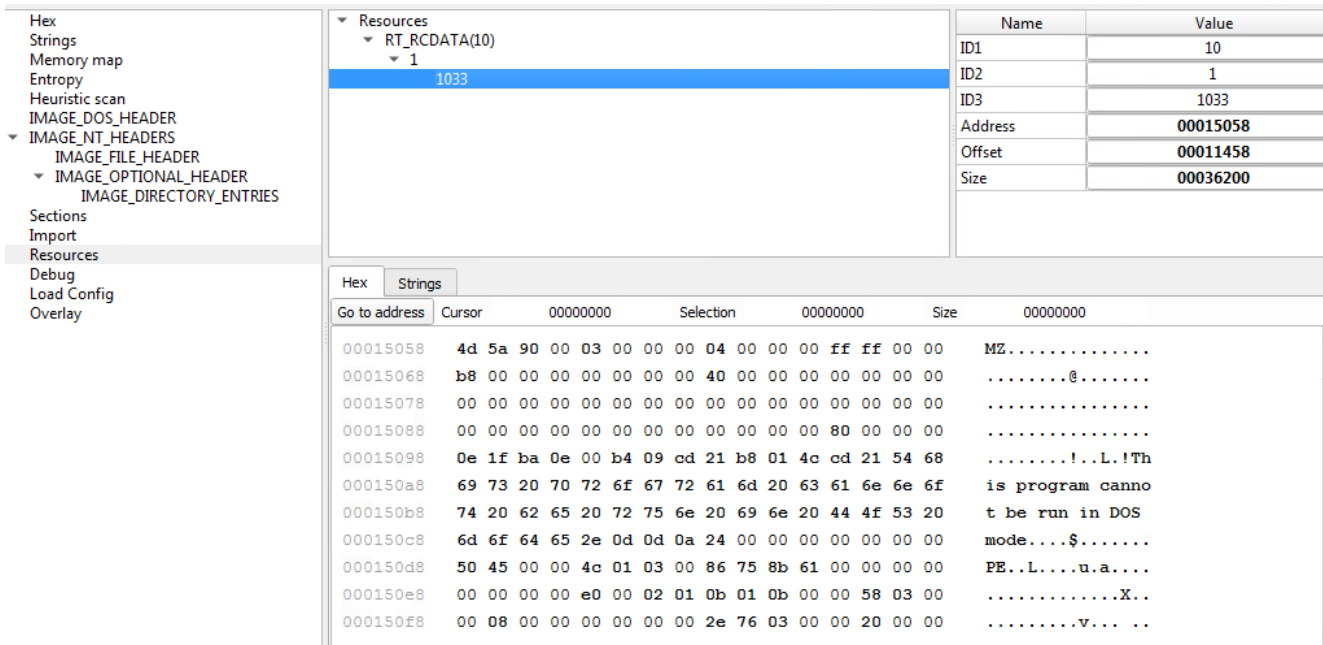 Hex
Strings
Memory map
Entropy
Heuristic scan
IMAGE_DOS_HEADER
IMAGE_NT_HEADERS
IMAGE_FILE_HEADER
IMAGE_OPTIONAL_HEADER
IMAGE_DIRECTORY_ENTRIES
Sections
Import
Resources
Debug
Load Config
Overlay
Resources
RT_RCDATA(10)
1
1033
Name Value
ID1 10
ID2 1
ID3 1033
Address 00015058
Offset 00011458
Size 00036200
Hex Strings
Go to address Cursor 00000000 Selection 00000000 Size 00000000
00015058 4d 5a 90 00 03 00 00 00 04 00 00 00 ff ff 00 00 MZ..............
00015068 b8 00 00 00 00 00 00 00 40 00 00 00 00 00 00 00 ........@.......
00015078 00 00 00 00 00 00 00 00 00 00 00 00 00 00 00 00 ................
00015088 00 00 00 00 00 00 00 00 00 00 00 00 80 00 00 00 ................
00015098 0e 1f ba 0e 00 b4 09 cd 21 b8 01 4c cd 21 54 68 ........!..L.!Th
000150a8 69 73 20 70 72 6f 67 72 61 6d 20 63 61 6e 6e 6f is program canno
000150b8 74 20 62 65 20 72 75 6e 20 69 6e 20 44 4f 53 20 t be run in DOS
000150c8 6d 6f 64 65 2e 0d 0d 0a 24 00 00 00 00 00 00 00 mode....$.......
000150d8 50 45 00 00 4c 01 03 00 86 75 8b 61 00 00 00 00 PE..L....u.a....
000150e8 00 00 00 00 e0 00 02 01 0b 01 0b 00 00 58 03 00 .............X..
000150f8 00 08 00 00 00 00 00 00 2e 76 03 00 00 20 00 00 .........v... ..